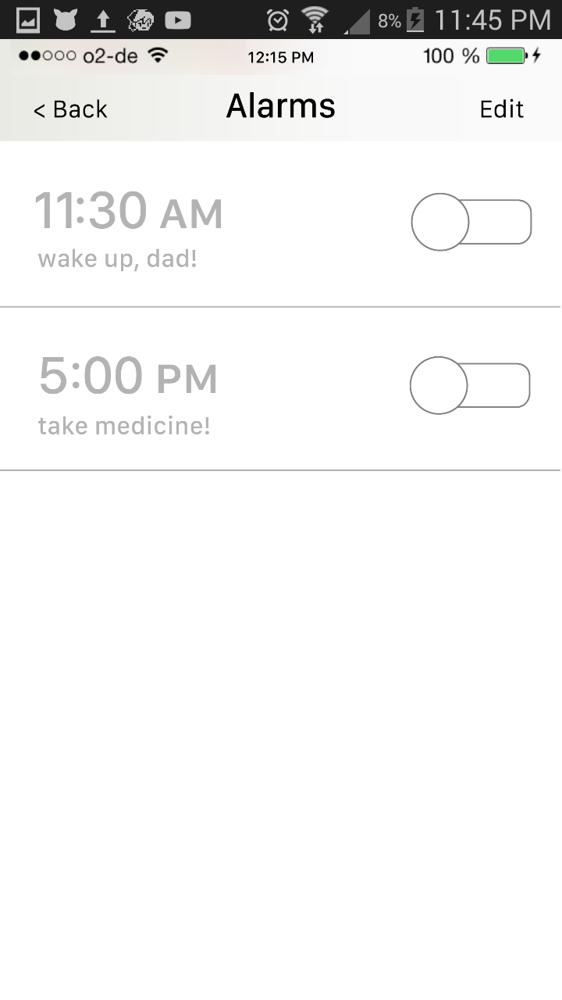 8% 11:45 PM
o2-de 12:15 PM 100 %
< Back Alarms Edit
11:30 AM
wake up, dad!
5:00 PM
take medicine!